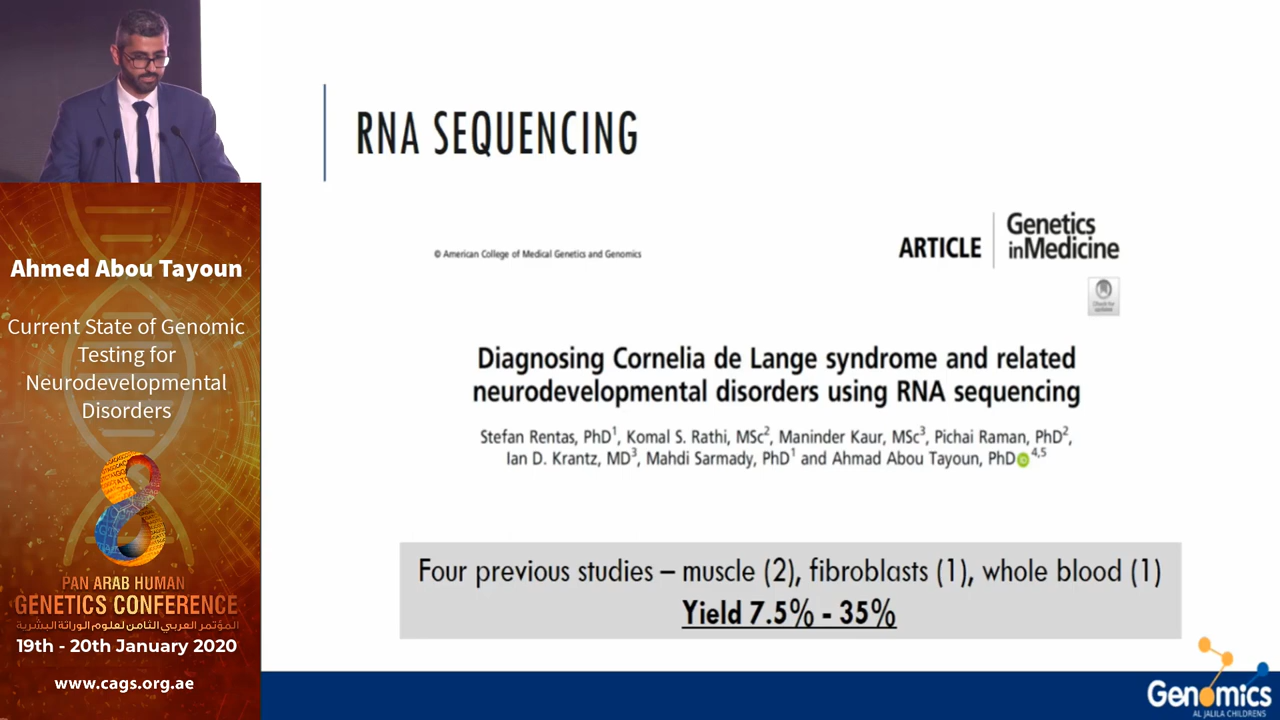 Ahmed Abou Tayoun
Current State of Genomic
Testing for
Neurodevelopmental
Disorders
PAN ARAB HUMAN
GENETICS CONFERENCE
المؤتمر العربي الثامن لعلوم الوراثة البشرية
19th - 20th January 2020
www.cags.org.ae
RNA SEQUENCING
© American College of Medical Genetics and Genomics
ARTICLE
Genetics
inMedicine
Check for
updates
Diagnosing Cornelia de Lange syndrome and related
neurodevelopmental disorders using RNA sequencing
Stefan Rentas, PhD1, Komal S. Rathi, MSc2, Maninder Kaur, MSc3, Pichai Raman, PhD2,
Ian D. Krantz, MD3, Mahdi Sarmady, PhD1 and Ahmad Abou Tayoun, PhD 4,5
Four previous studies – muscle (2), fibroblasts (1), whole blood (1)
Yield 7.5% - 35%
Genomics
AL JALILA CHILDRENS